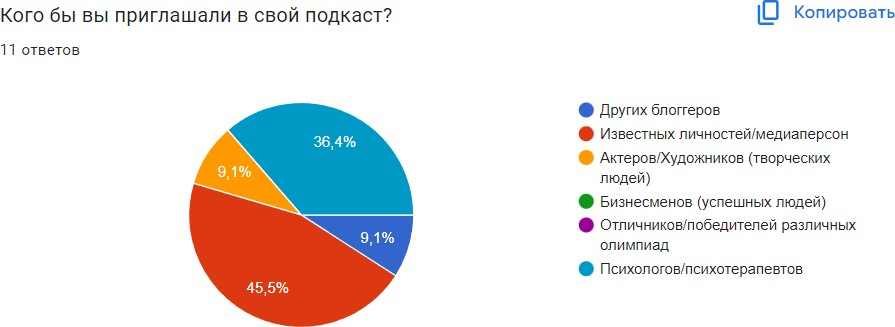 Кого бы вы приглашали в свой подкаст?
Копировать
11 ответов
36,4%
9,1%
9,1%
45,5%
Других блоггеров
Известных личностей/медиаперсон
Актеров/Художников (творческих
людей)
Бизнесменов (успешных людей)
Отличников/победителей различных
олимпиад
Психологов/психотерапевтов